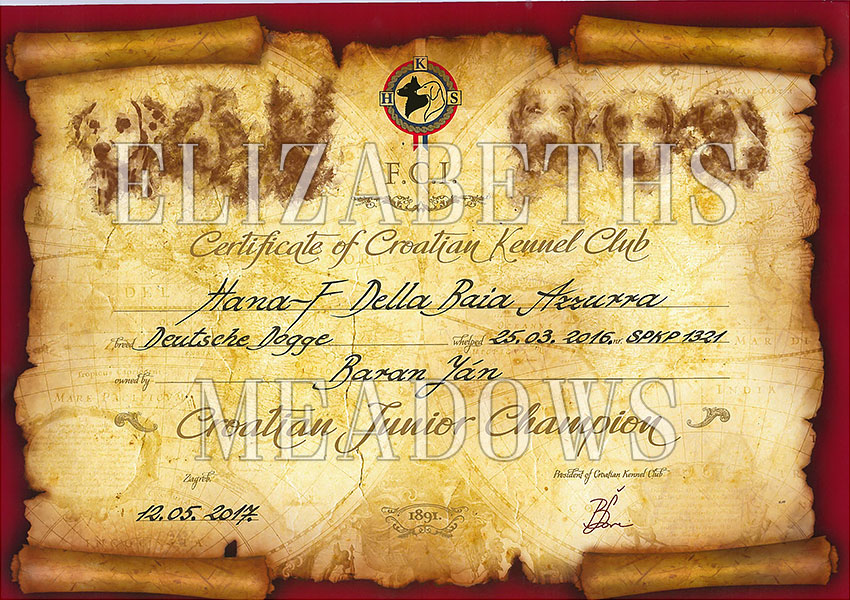 K
H S
F.C.I.
ELIZABETHS
Certificate of Croatian Kennel Club
Hana-F Della Baia Azzurra
breed Deutsche Dogge whelped 25.03.2016. nr. SPKP 1321
owned by Baran Ján
MEADOWS
Croatian Junior Champion
Zagreb President of Croatian Kennel Club
12.05.2017.
1891.